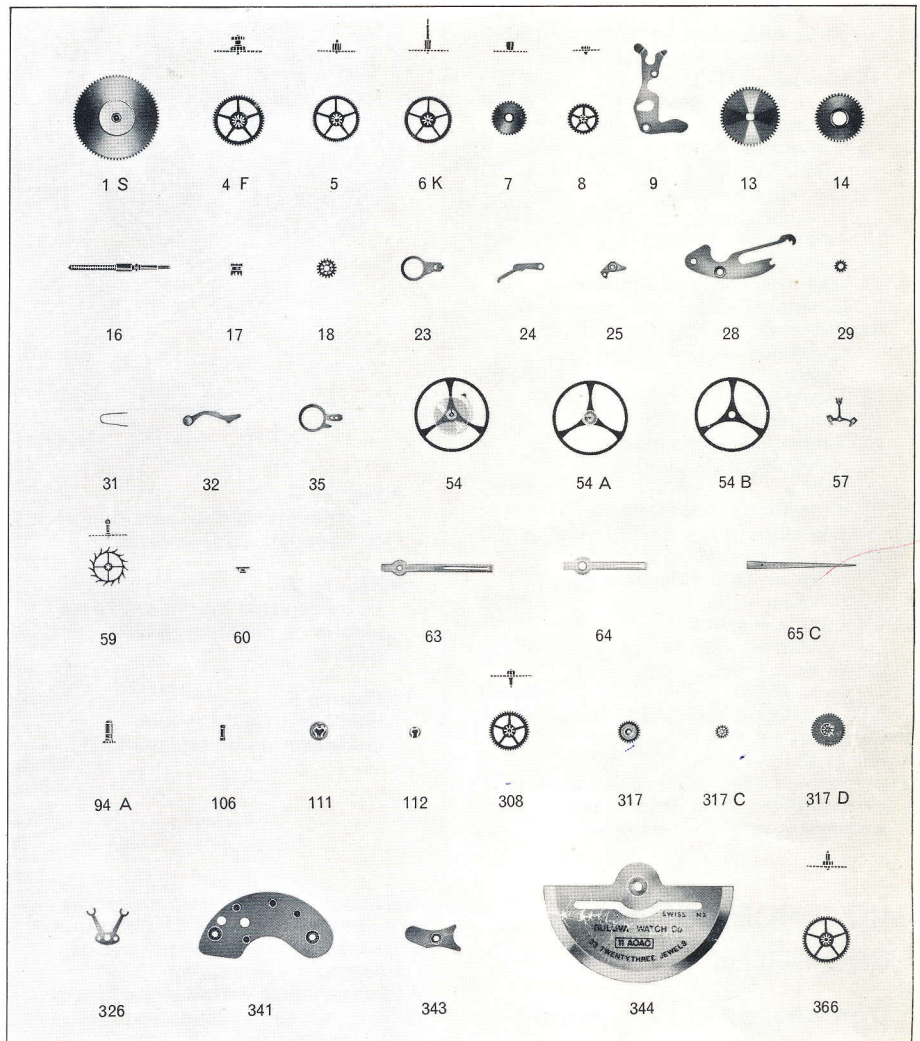 1 S 4 F 5 6 K 7 8 9 13 14
16 17 18 23 24 25 28 29
31 32 35 54 54 A 54 B 57
59 60 63 64 65 C
94 A 106 111 112 308 317 317 C 317 D
SWISS
BULOVA WATCH Co
11 AOAC
23 TWENTYTHREE JEWELS
326 341 343 344 366